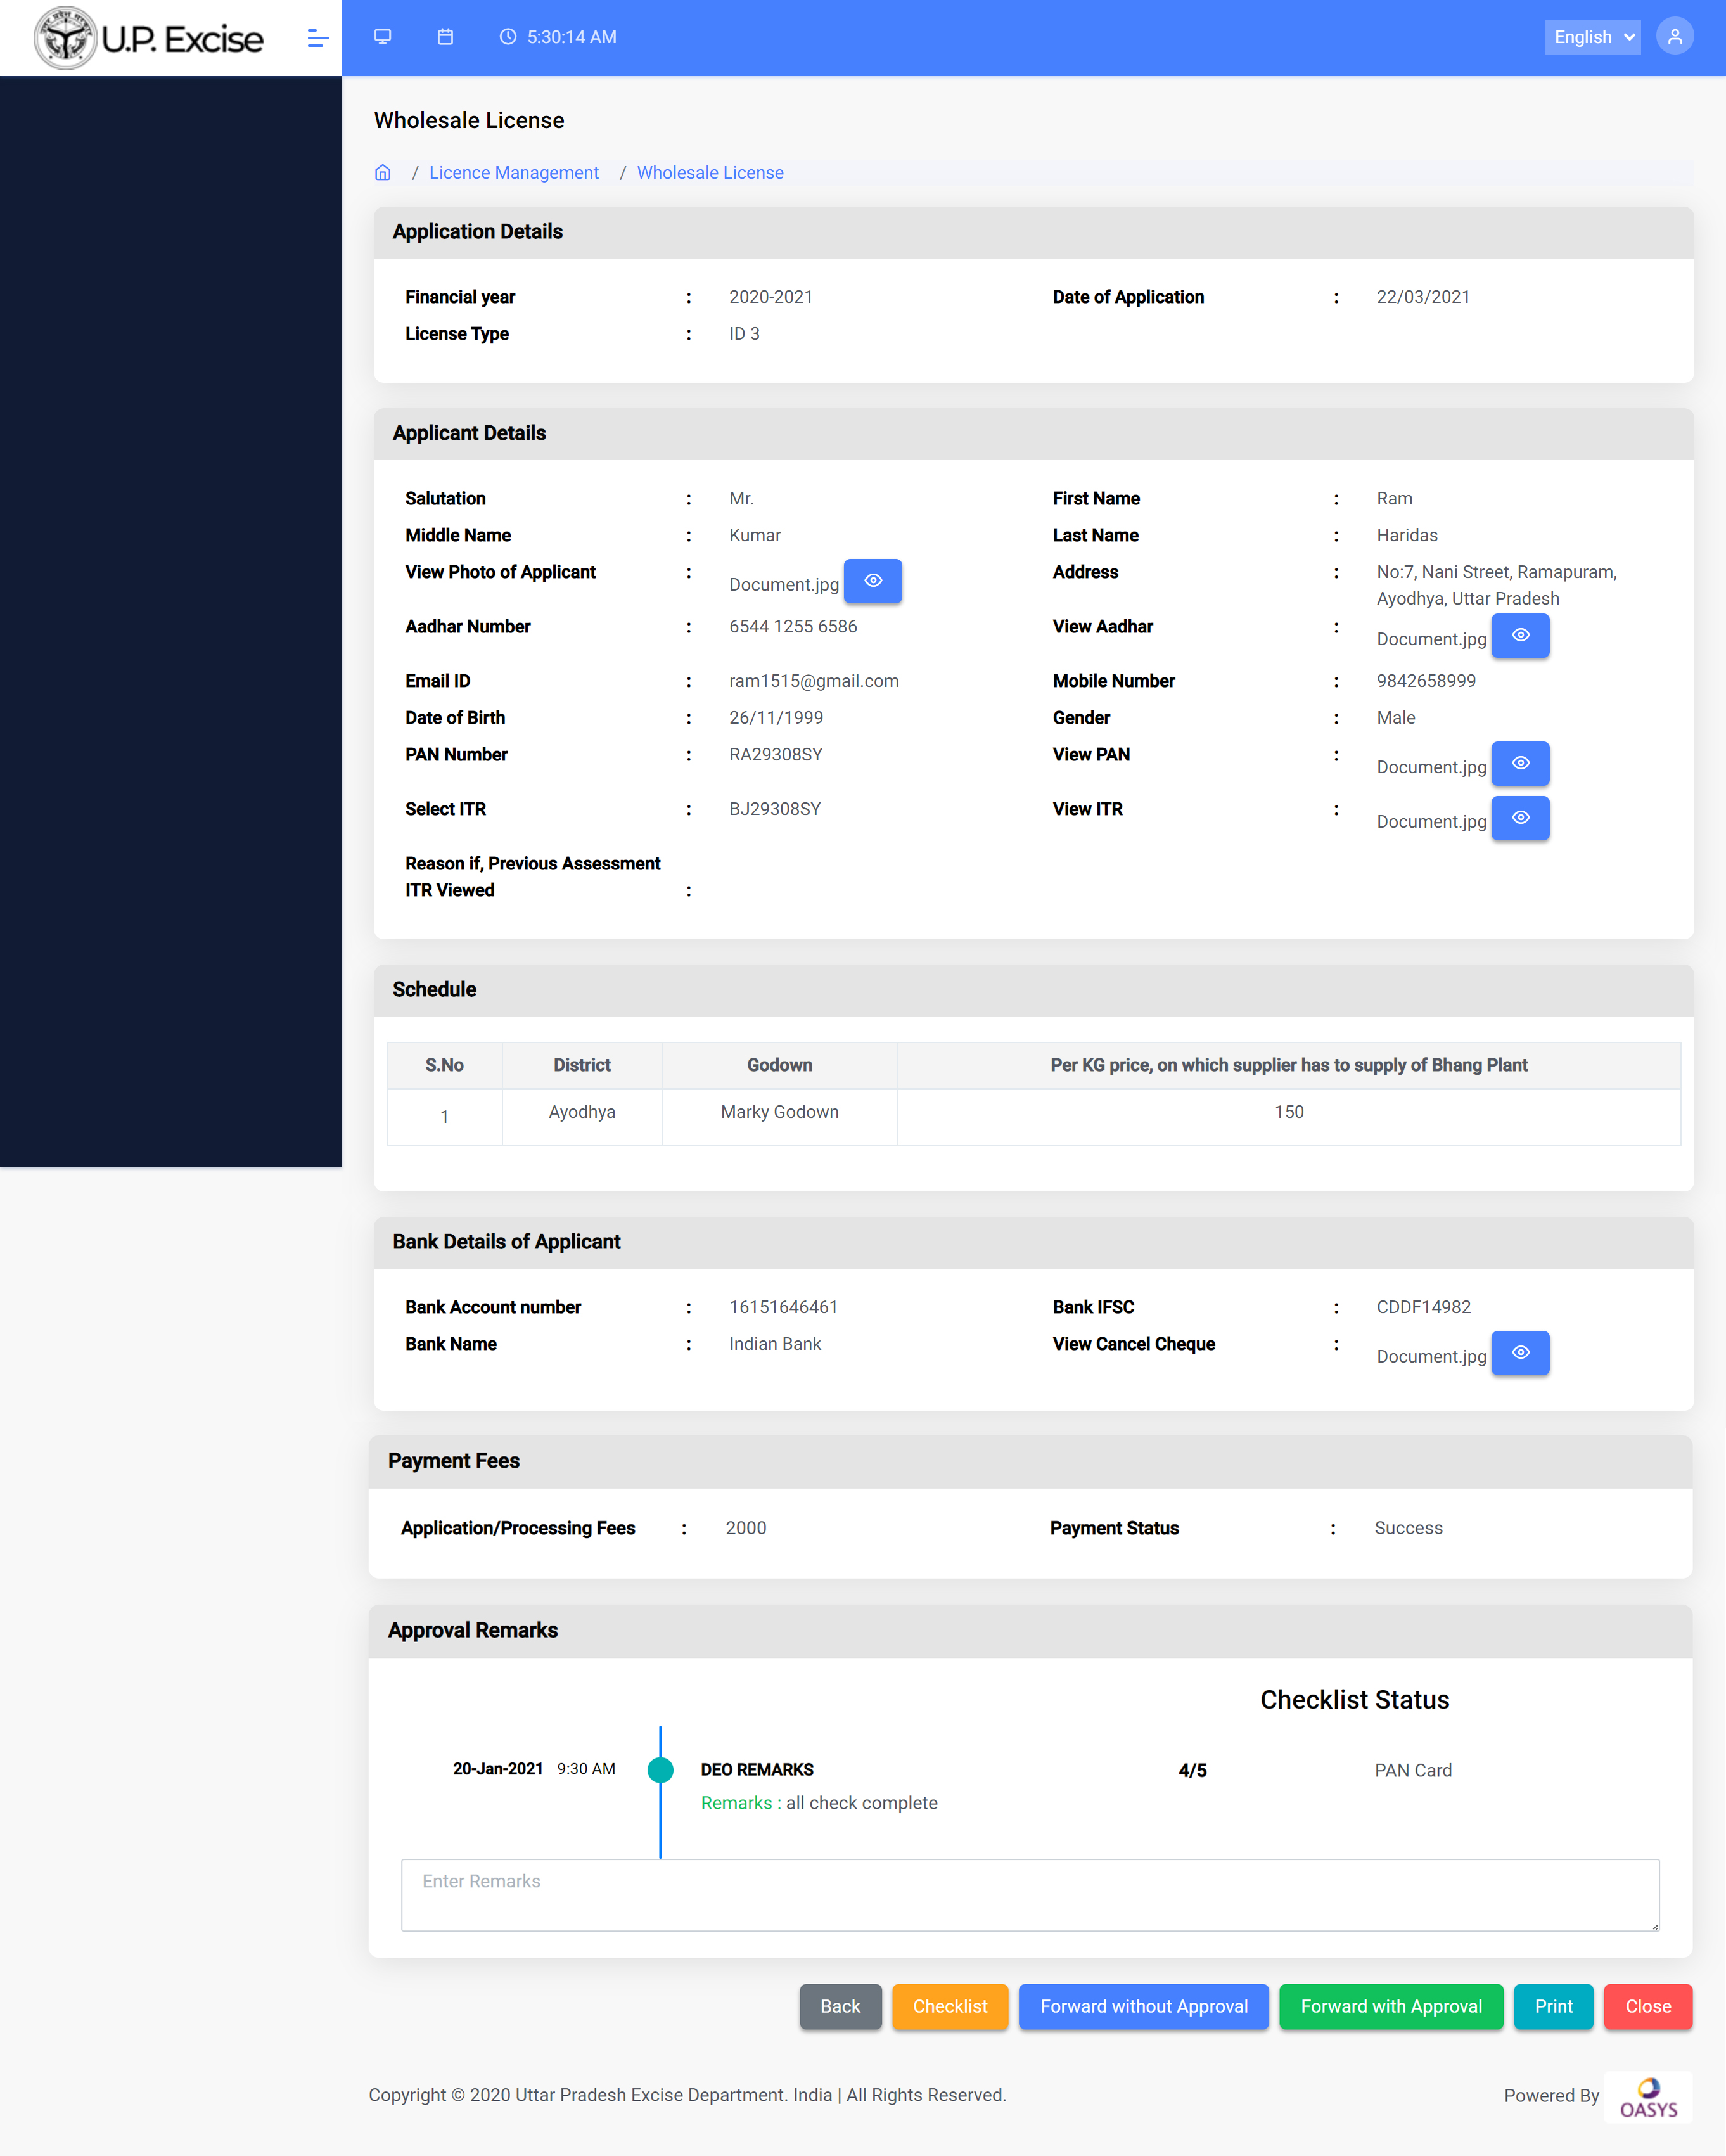 U.P. Excise
5:30:14 AM
English
Wholesale License
/ Licence Management / Wholesale License
Application Details
Financial year : 2020-2021 Date of Application : 22/03/2021
License Type : ID 3
Applicant Details
Salutation : Mr. First Name : Ram
Middle Name : Kumar Last Name : Haridas
View Photo of Applicant : Document.jpg Address : No:7, Nani Street, Ramapuram,
Ayodhya, Uttar Pradesh
Aadhar Number : 6544 1255 6586 View Aadhar : Document.jpg
Email ID : ram1515@gmail.com Mobile Number : 9842658999
Date of Birth : 26/11/1999 Gender : Male
PAN Number : RA29308SY View PAN : Document.jpg
Select ITR : BJ29308SY View ITR : Document.jpg
Reason if, Previous Assessment
ITR Viewed :
Schedule
S.No District Godown Per KG price, on which supplier has to supply of Bhang Plant
1 Ayodhya Marky Godown 150
Bank Details of Applicant
Bank Account number : 16151646461 Bank IFSC : CDDF14982
Bank Name : Indian Bank View Cancel Cheque : Document.jpg
Payment Fees
Application/Processing Fees : 2000 Payment Status : Success
Approval Remarks
Checklist Status
20-Jan-2021 9:30 AM DEO REMARKS 4/5 PAN Card
Remarks : all check complete
Enter Remarks
Back Checklist Forward without Approval Forward with Approval Print Close
Copyright © 2020 Uttar Pradesh Excise Department. India | All Rights Reserved. Powered By OASYS